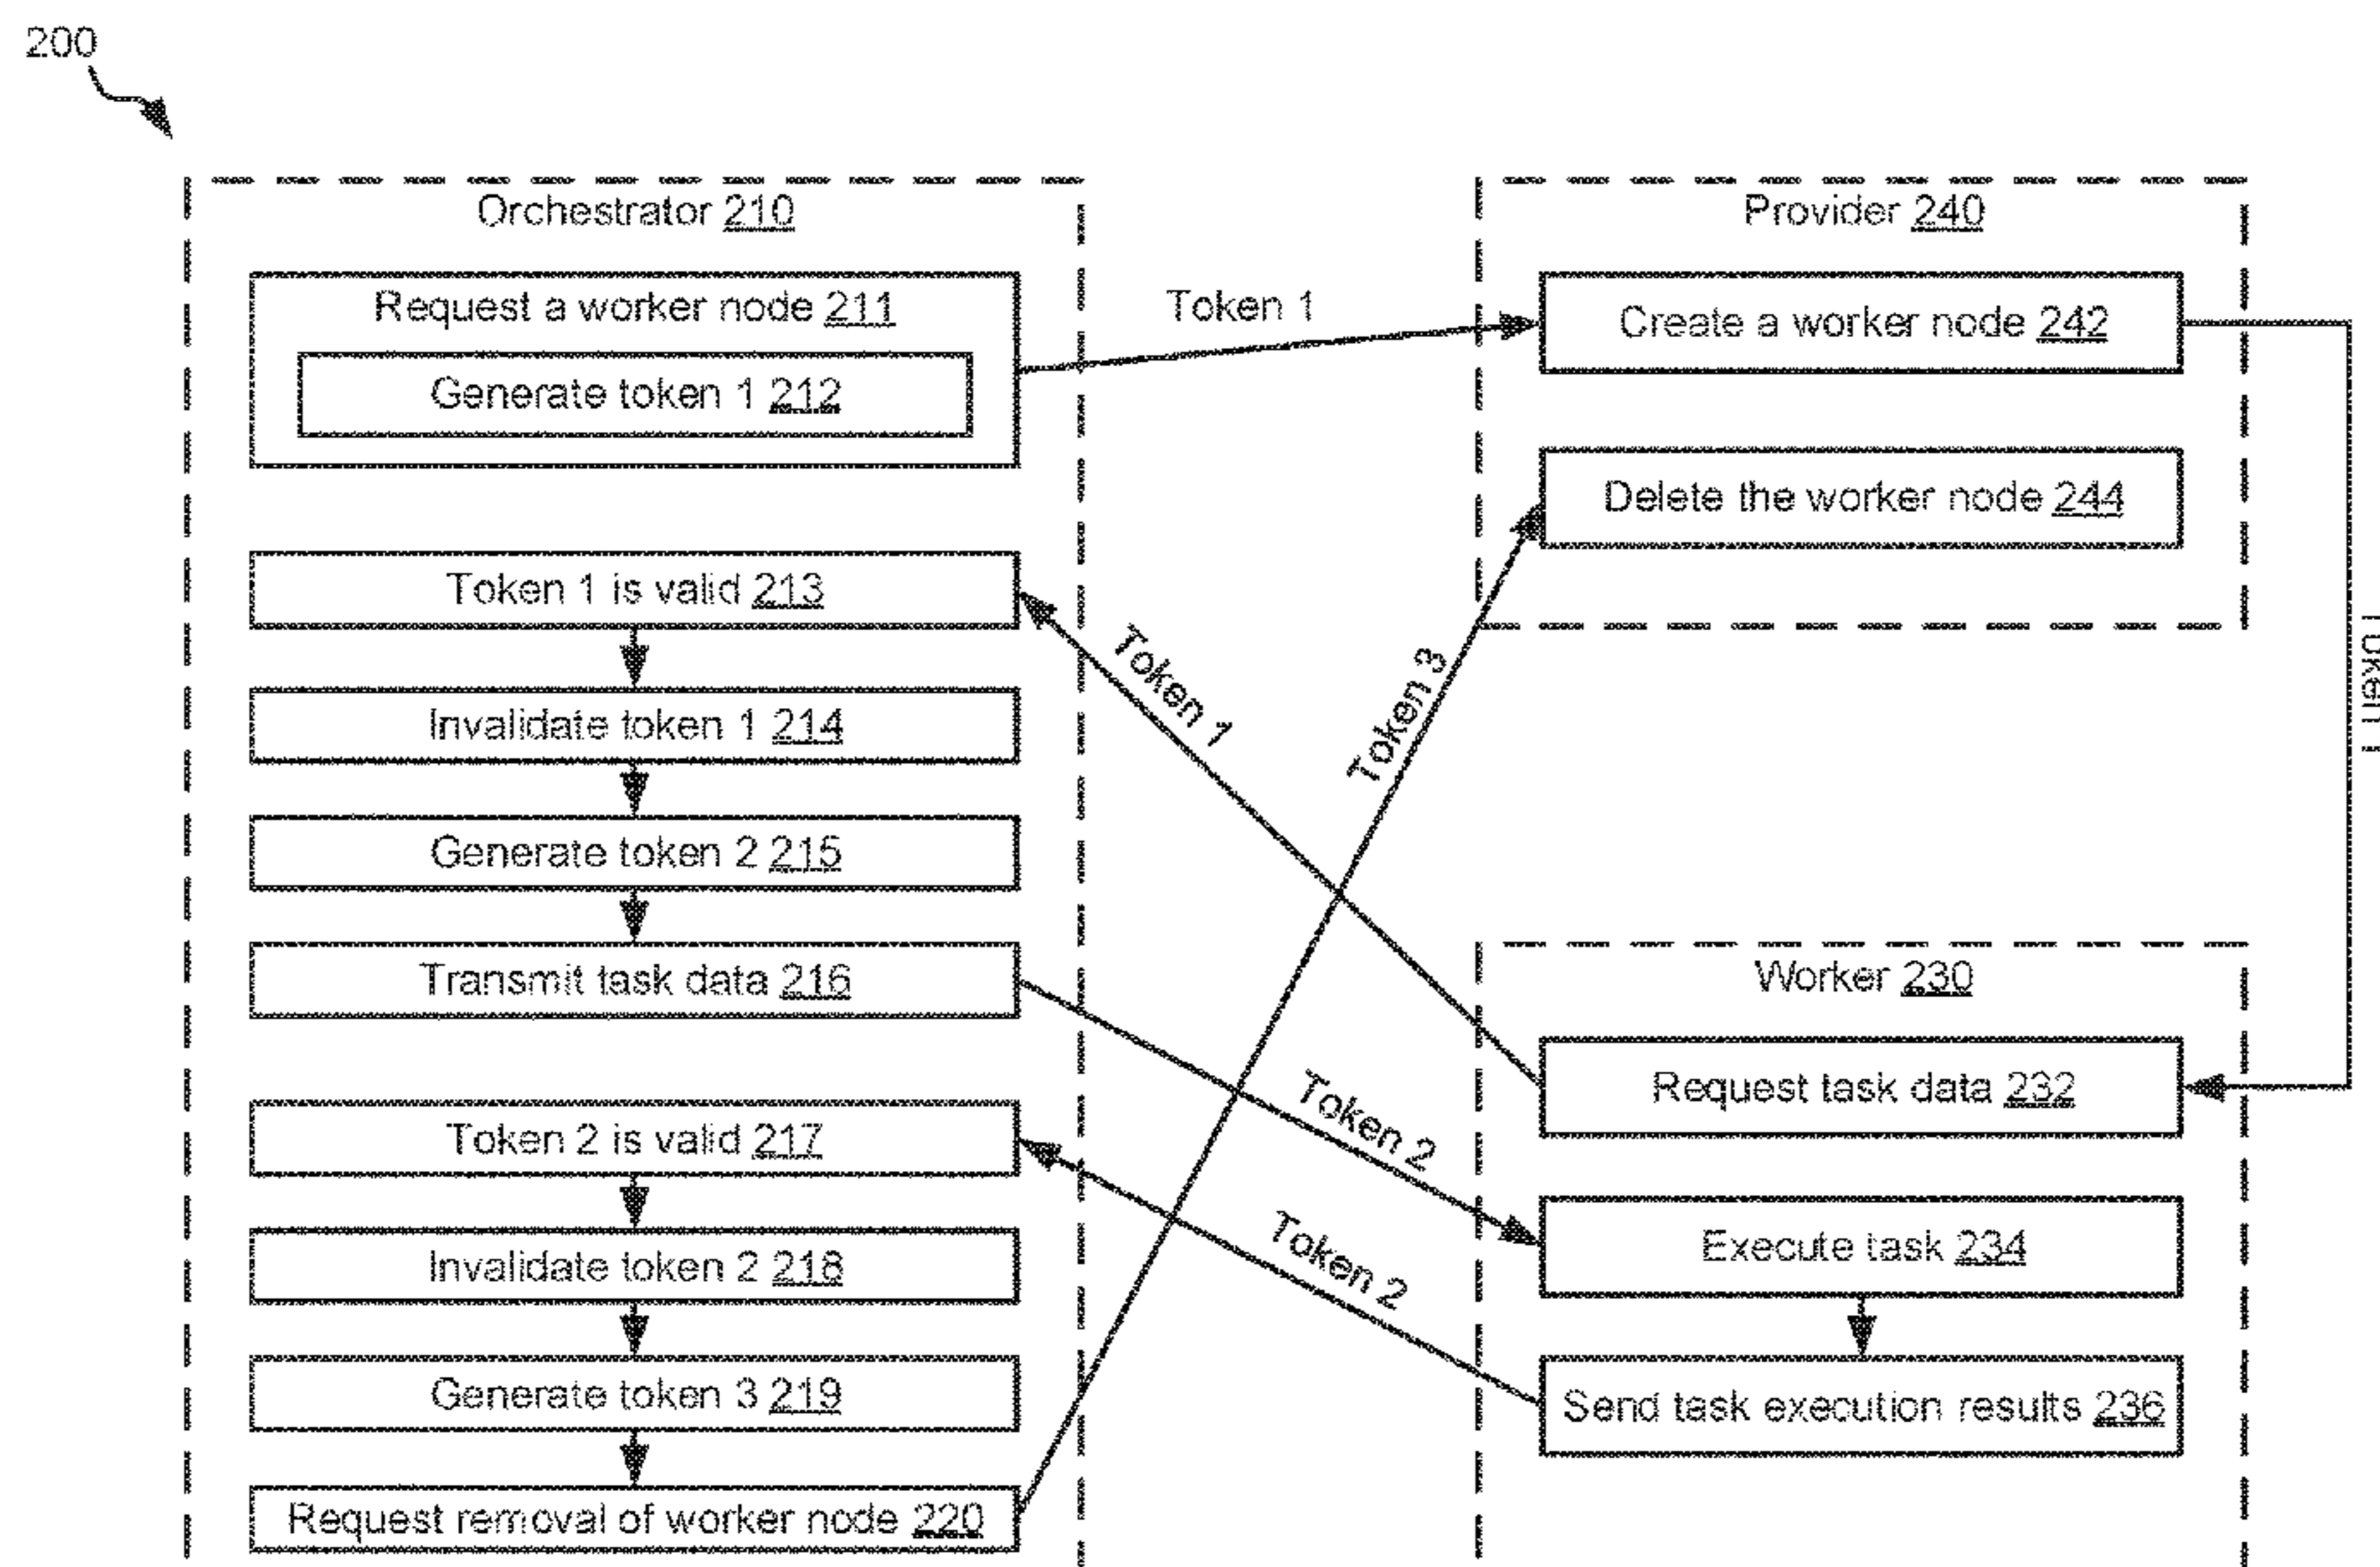 200
Orchestrator 210
Request a worker node 211
Generate token 1 212
Token 1 is valid 213
Invalidate token 1 214
Generate token 2 215
Transmit task data 216
Token 2 is valid 217
Invalidate token 2 218
Generate token 3 219
Request removal of worker node 220
Token 1
Token 1
Token 3
Token 2
Token 2
Provider 240
Create a worker node 242
Delete the worker node 244
Token 1
Worker 230
Request task data 232
Execute task 234
Send task execution results 236